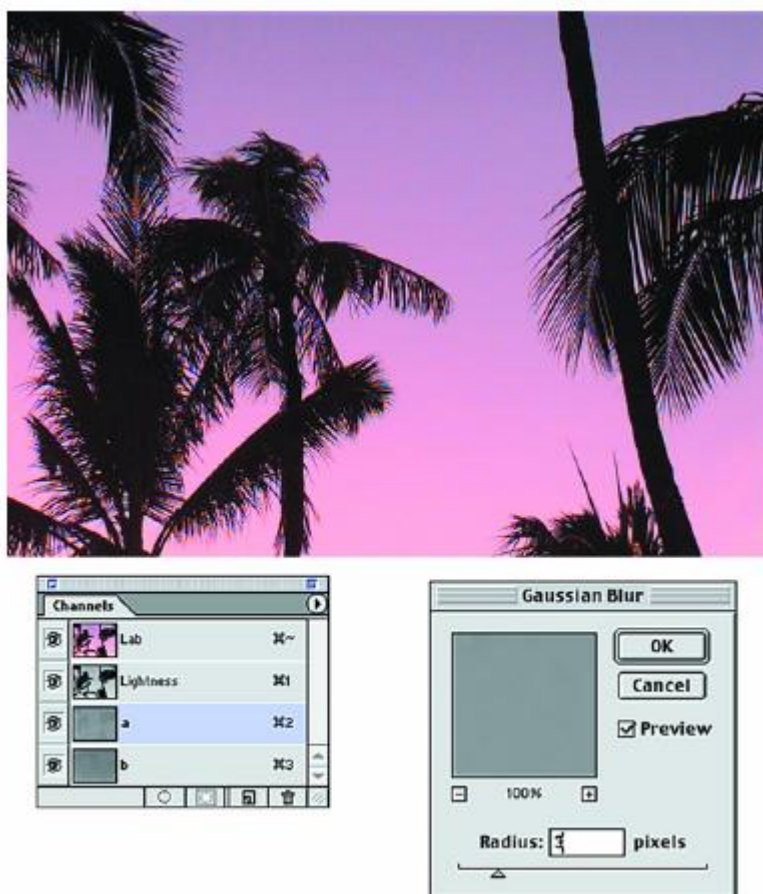 Channels
Lab ⌘~
Lightness ⌘1
a ⌘2
b ⌘3
Gaussian Blur
OK
Cancel
Preview
100%
Radius: 3 pixels